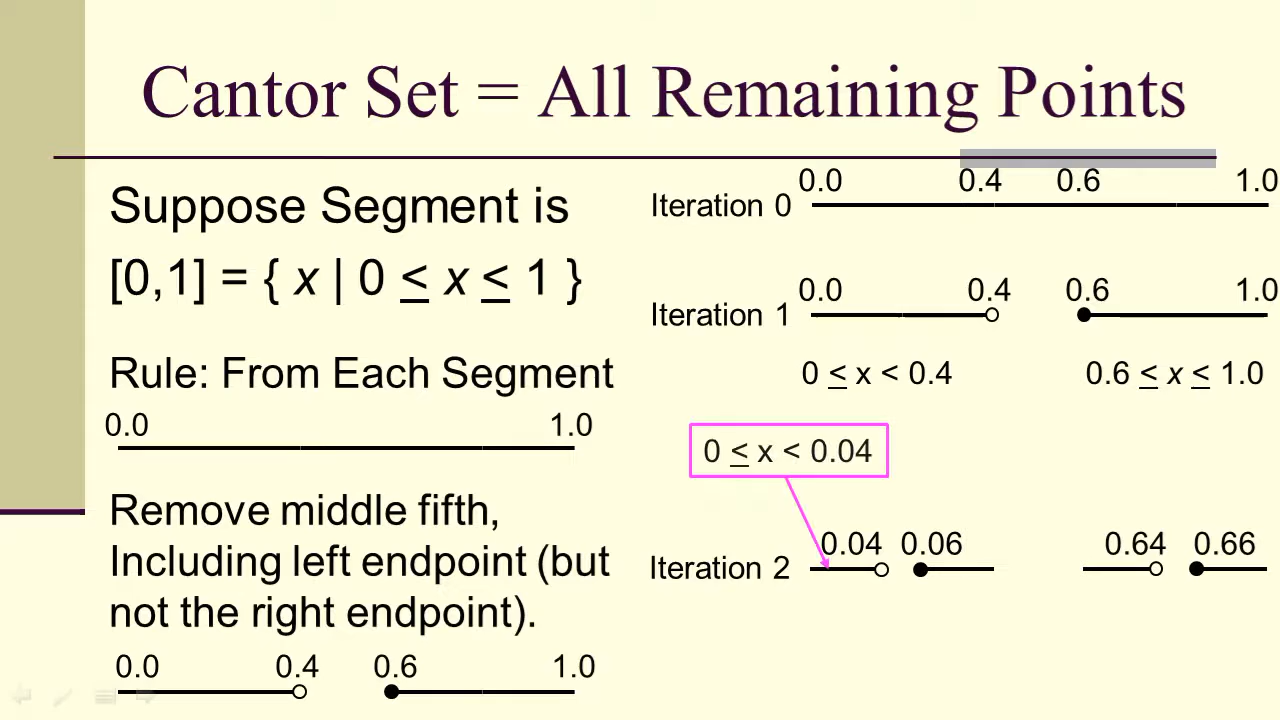 Cantor Set = All Remaining Points
Suppose Segment is
[0,1] = { x | 0 ≤ x ≤ 1 }
Rule: From Each Segment
0.0 1.0
Remove middle fifth,
Including left endpoint (but
not the right endpoint).
0.0 0.4 0.6 1.0
0.0 0.4 0.6 1.0
Iteration 0
0.0 0.4 0.6 1.0
Iteration 1
0 ≤ x < 0.4 0.6 ≤ x ≤ 1.0
0 ≤ x < 0.04
0.04 0.06 0.64 0.66
Iteration 2